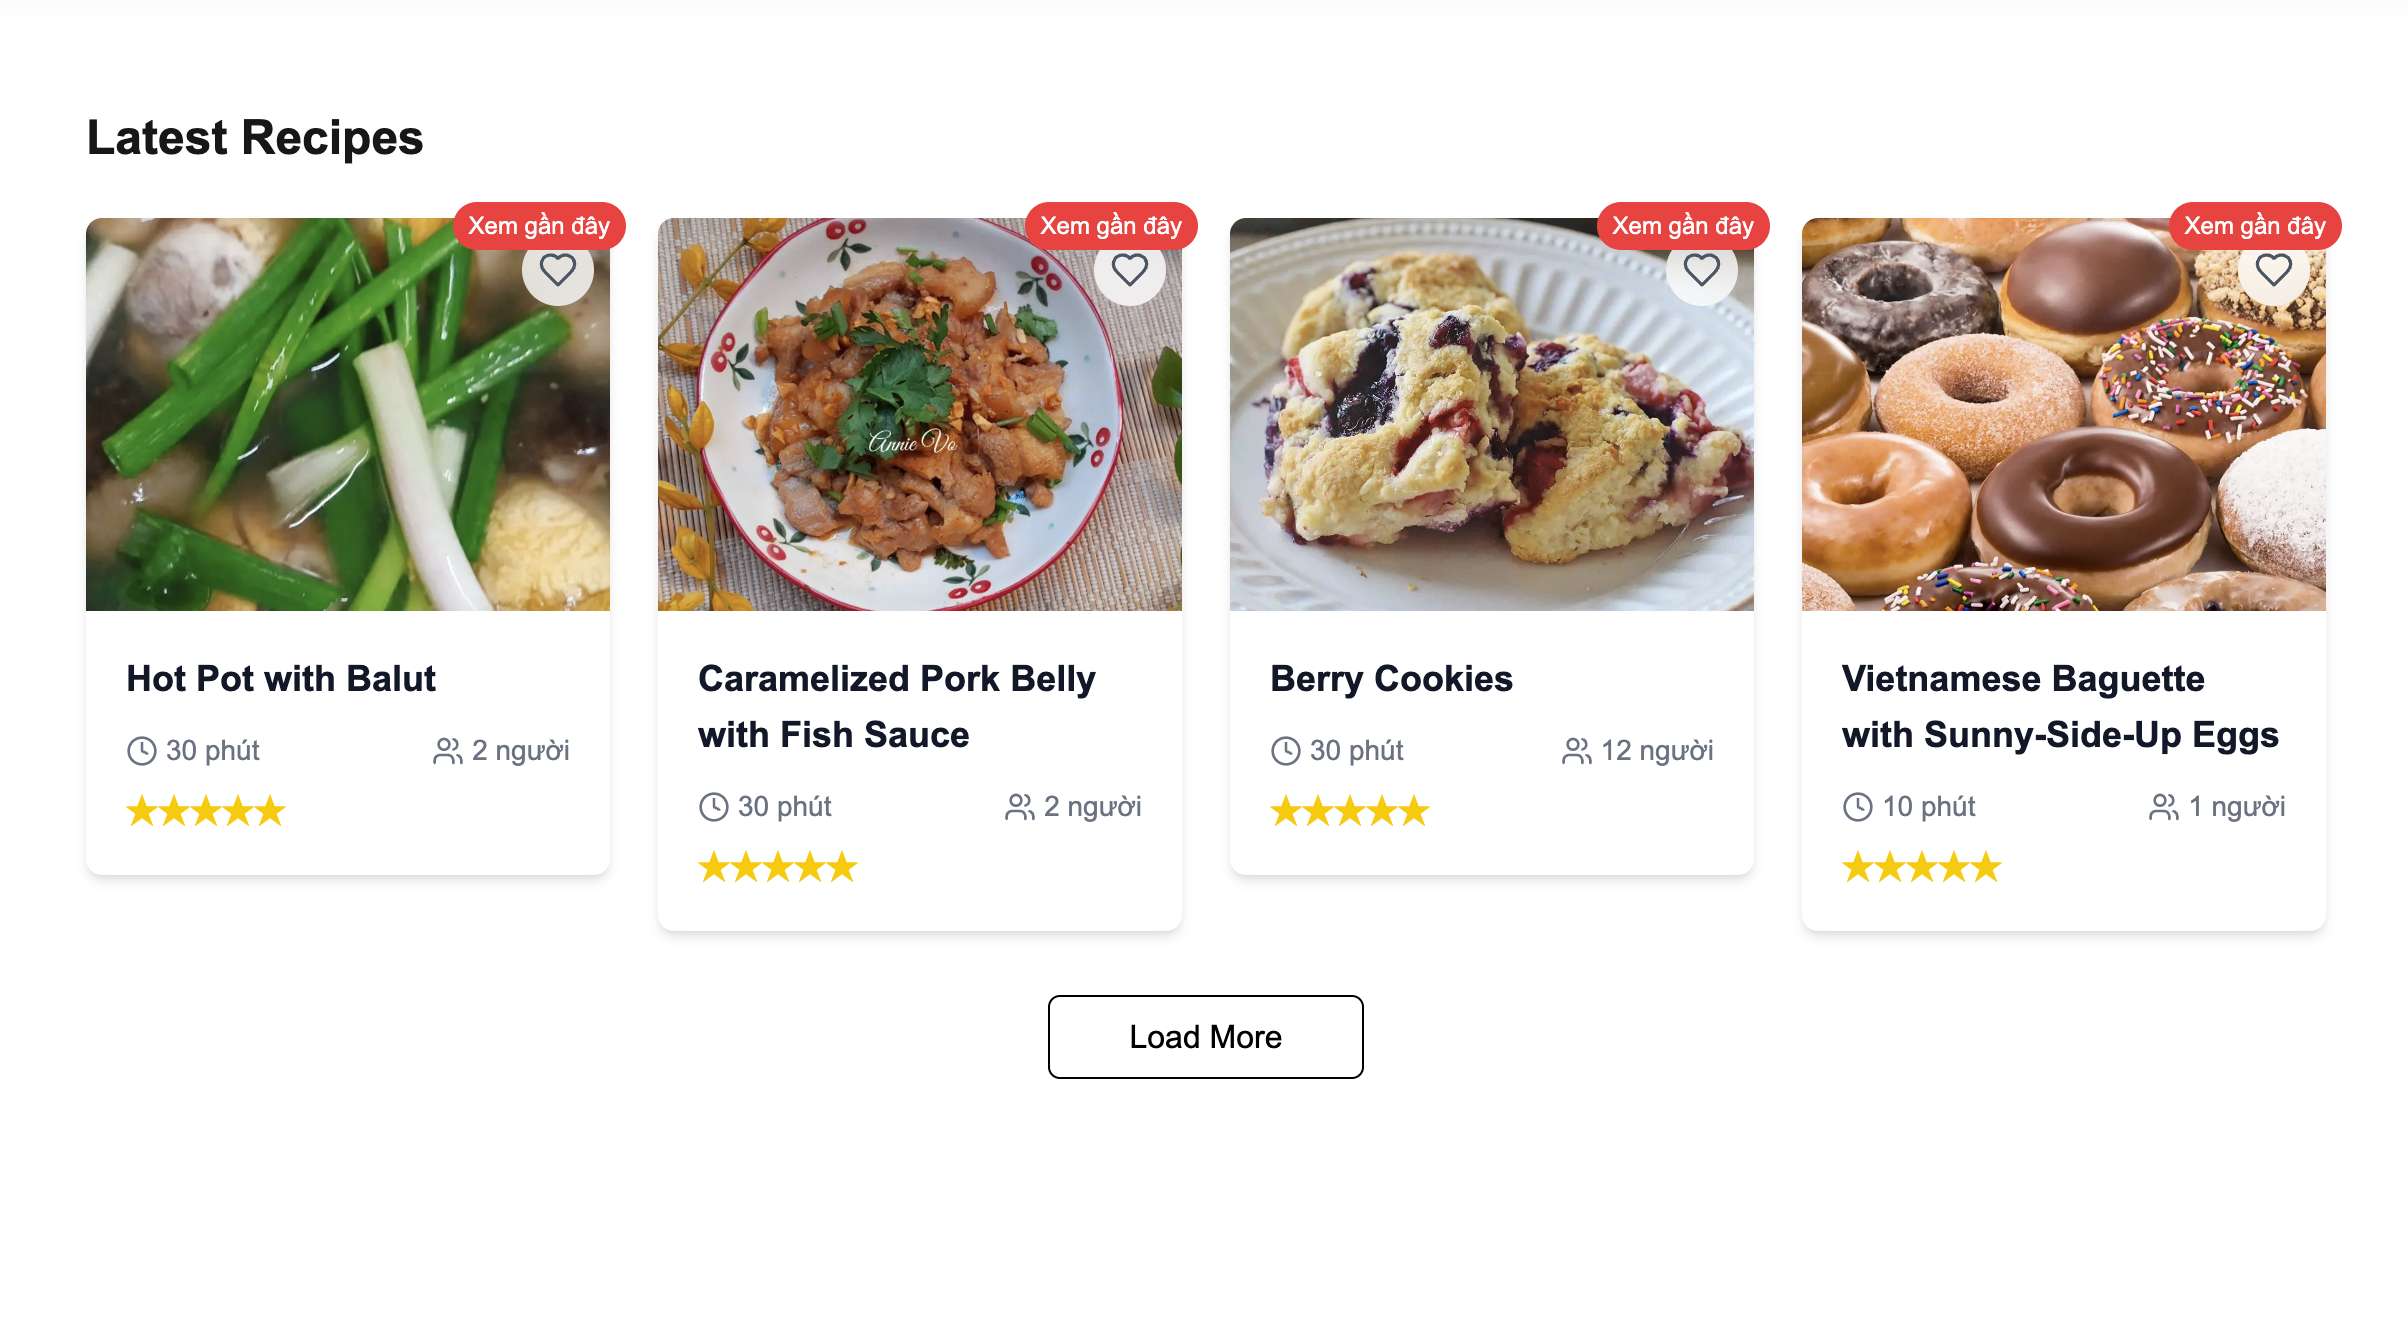 Latest Recipes
Xem gần đây
Xem gần đây
Xem gần đây
Xem gần đây
Annie Vo
Hot Pot with Balut
30 phút
2 người
Caramelized Pork Belly
with Fish Sauce
30 phút
2 người
Berry Cookies
30 phút
12 người
Vietnamese Baguette
with Sunny-Side-Up Eggs
10 phút
1 người
Load More